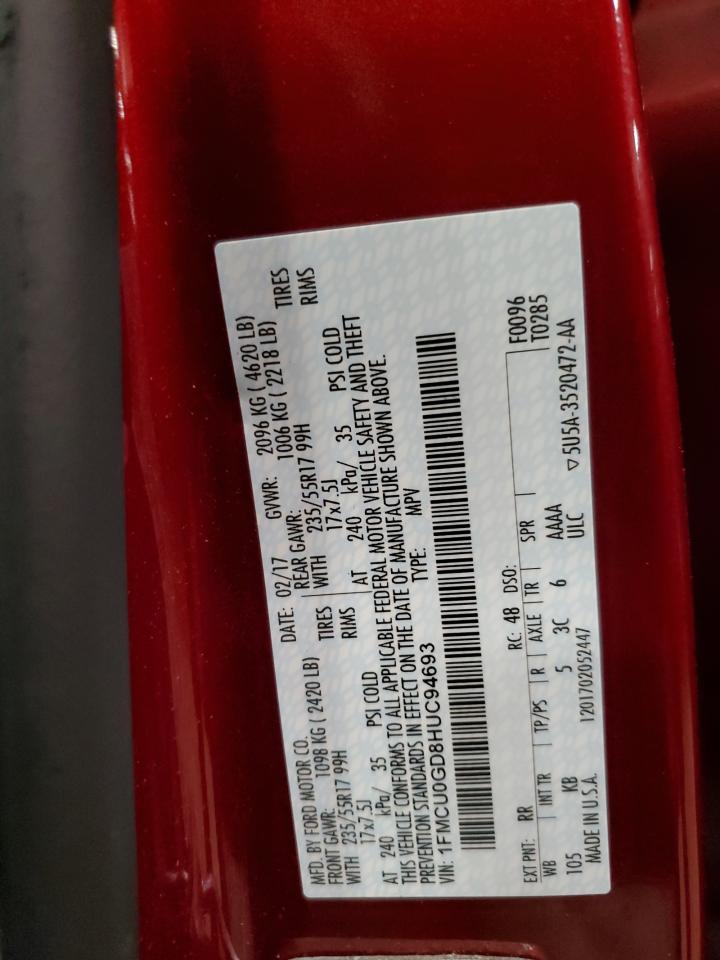 MFD. BY FORD MOTOR CO.
DATE: 02/17 GVWR: 2096 KG ( 4620 LB)
FRONT GAWR: 1098 KG ( 2420 LB) REAR GAWR: 1006 KG ( 2218 LB)
WITH 235/55R17 99H TIRES WITH 235/55R17 99H TIRES
17x7.5J RIMS 17x7.5J RIMS
AT 240 kPa/ 35 PSI COLD AT 240 kPa/ 35 PSI COLD
THIS VEHICLE CONFORMS TO ALL APPLICABLE FEDERAL MOTOR VEHICLE SAFETY AND THEFT
PREVENTION STANDARDS IN EFFECT ON THE DATE OF MANUFACTURE SHOWN ABOVE.
VIN: 1FMCU0GD8HUC94693 TYPE: MPV
EXT PNT: RR RC: 48 DSO: F0096
WB INT TR TP/PS R AXLE TR SPR T0285
105 KB 5 3C 6 AAAA
MADE IN U.S.A. 1201702052447 ULC ▽5U5A-3520472-AA